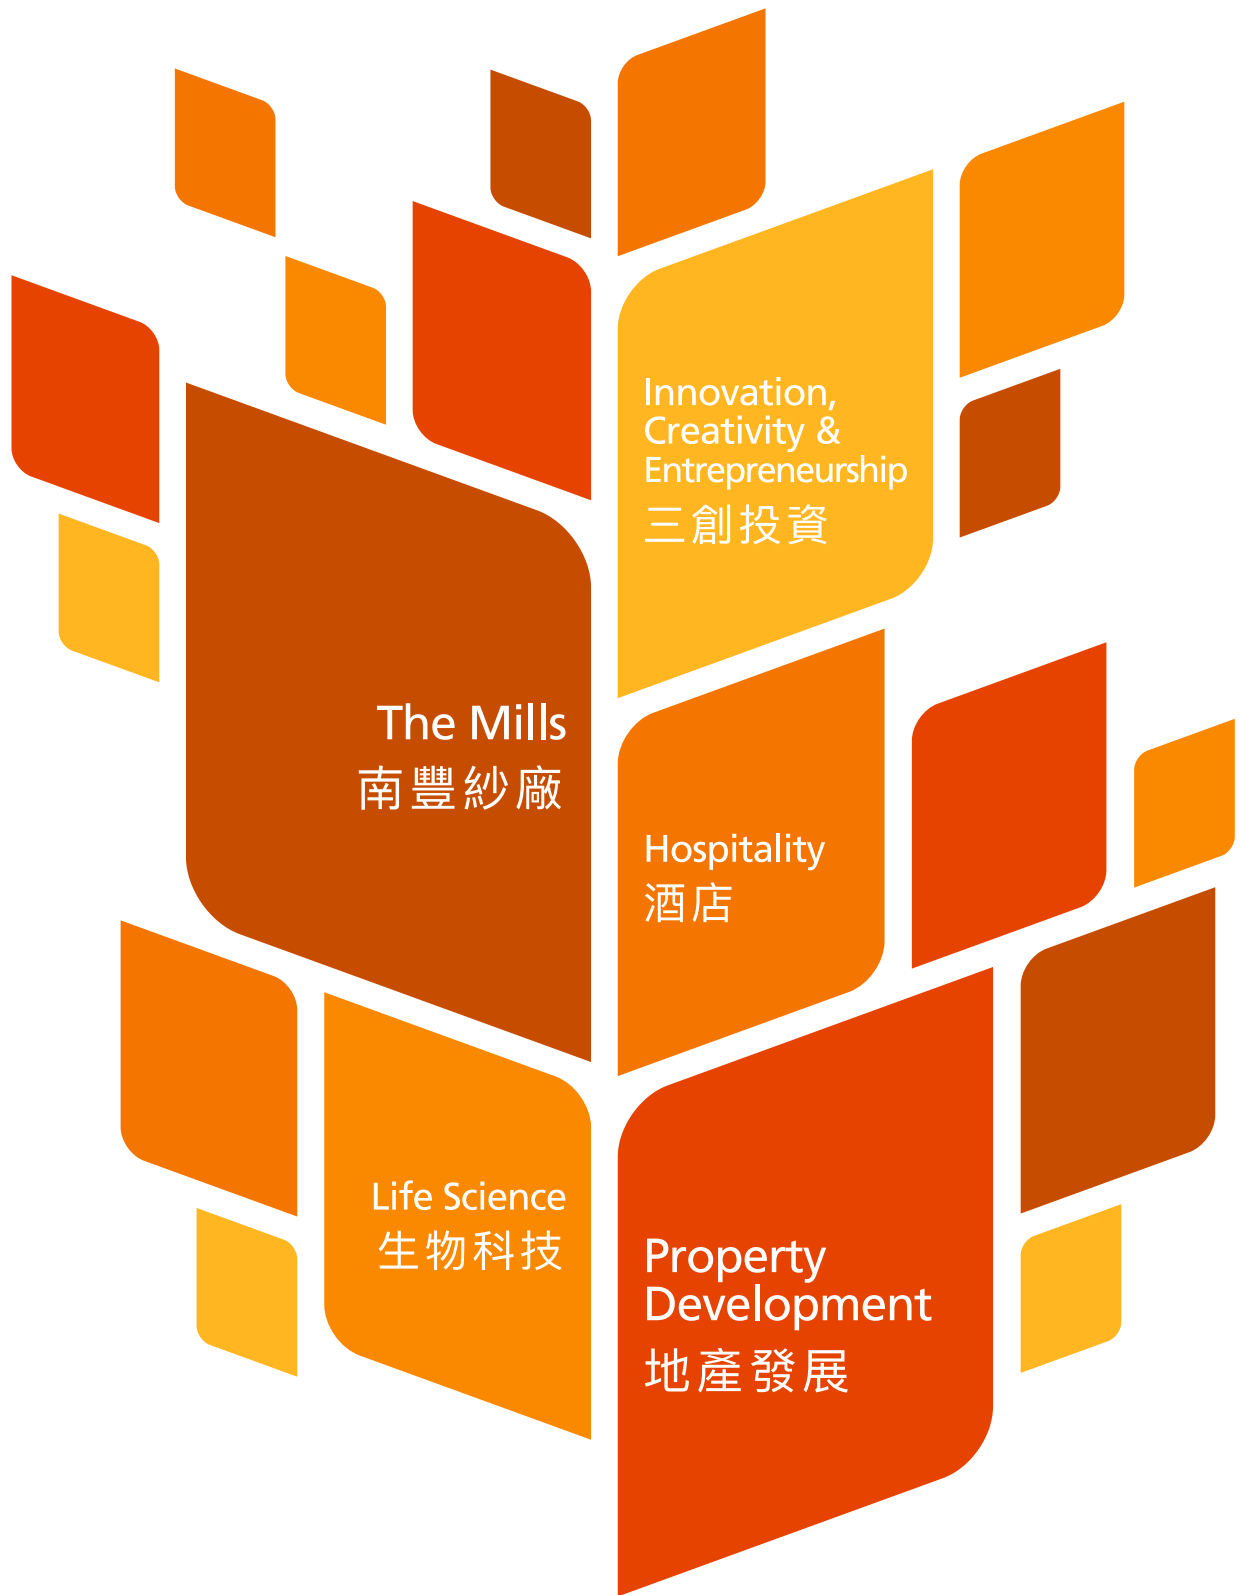 Innovation,
Creativity &
Entrepreneurship
三創投資
The Mills
南豐紗廠
Hospitality
酒店
Life Science
生物科技
Property
Development
地產發展